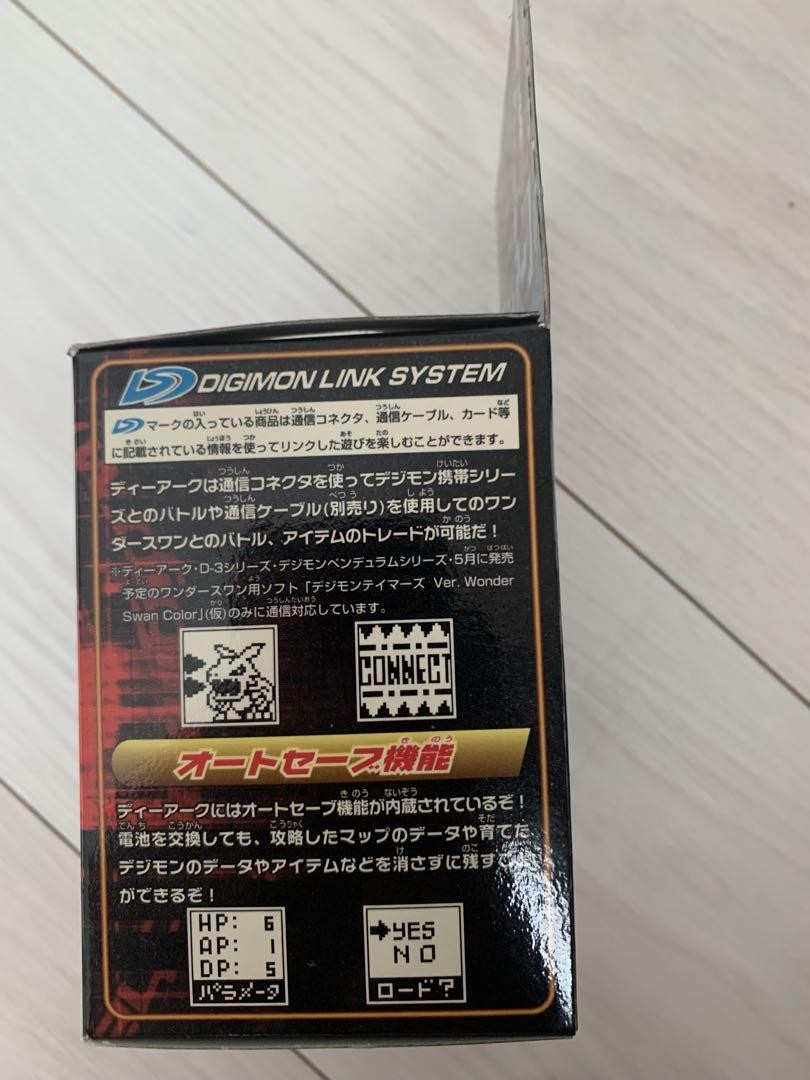 DIGIMON LINK SYSTEM
マークの入っている商品は通信コネクタ、通信ケーブル、カード等
に記載されている情報を使ってリンクした遊びを楽しむことができます。
ディーアークは通信コネクタを使ってデジモン携帯シリー
ズとのバトルや通信ケーブル(別売り)を使用してのワン
ダースワンとのバトル、アイテムのトレードが可能だ!
※ディーアーク・D-3シリーズ・デジモンペンデュラムシリーズ・5月に発売
予定のワンダースワン用ソフト「デジモンテイマーズ Ver. Wonder
Swan Color」(仮)のみに通信対応しています。
CONNECT
オートセーブ機能
ディーアークにはオートセーブ機能が内蔵されているぞ!
電池を交換しても、攻略したマップのデータや育てた
デジモンのデータやアイテムなどを消さずに残す
ができるぞ!
HP: 6
AP: 1
DP: 5
パラメータ
YES
NO
ロード?